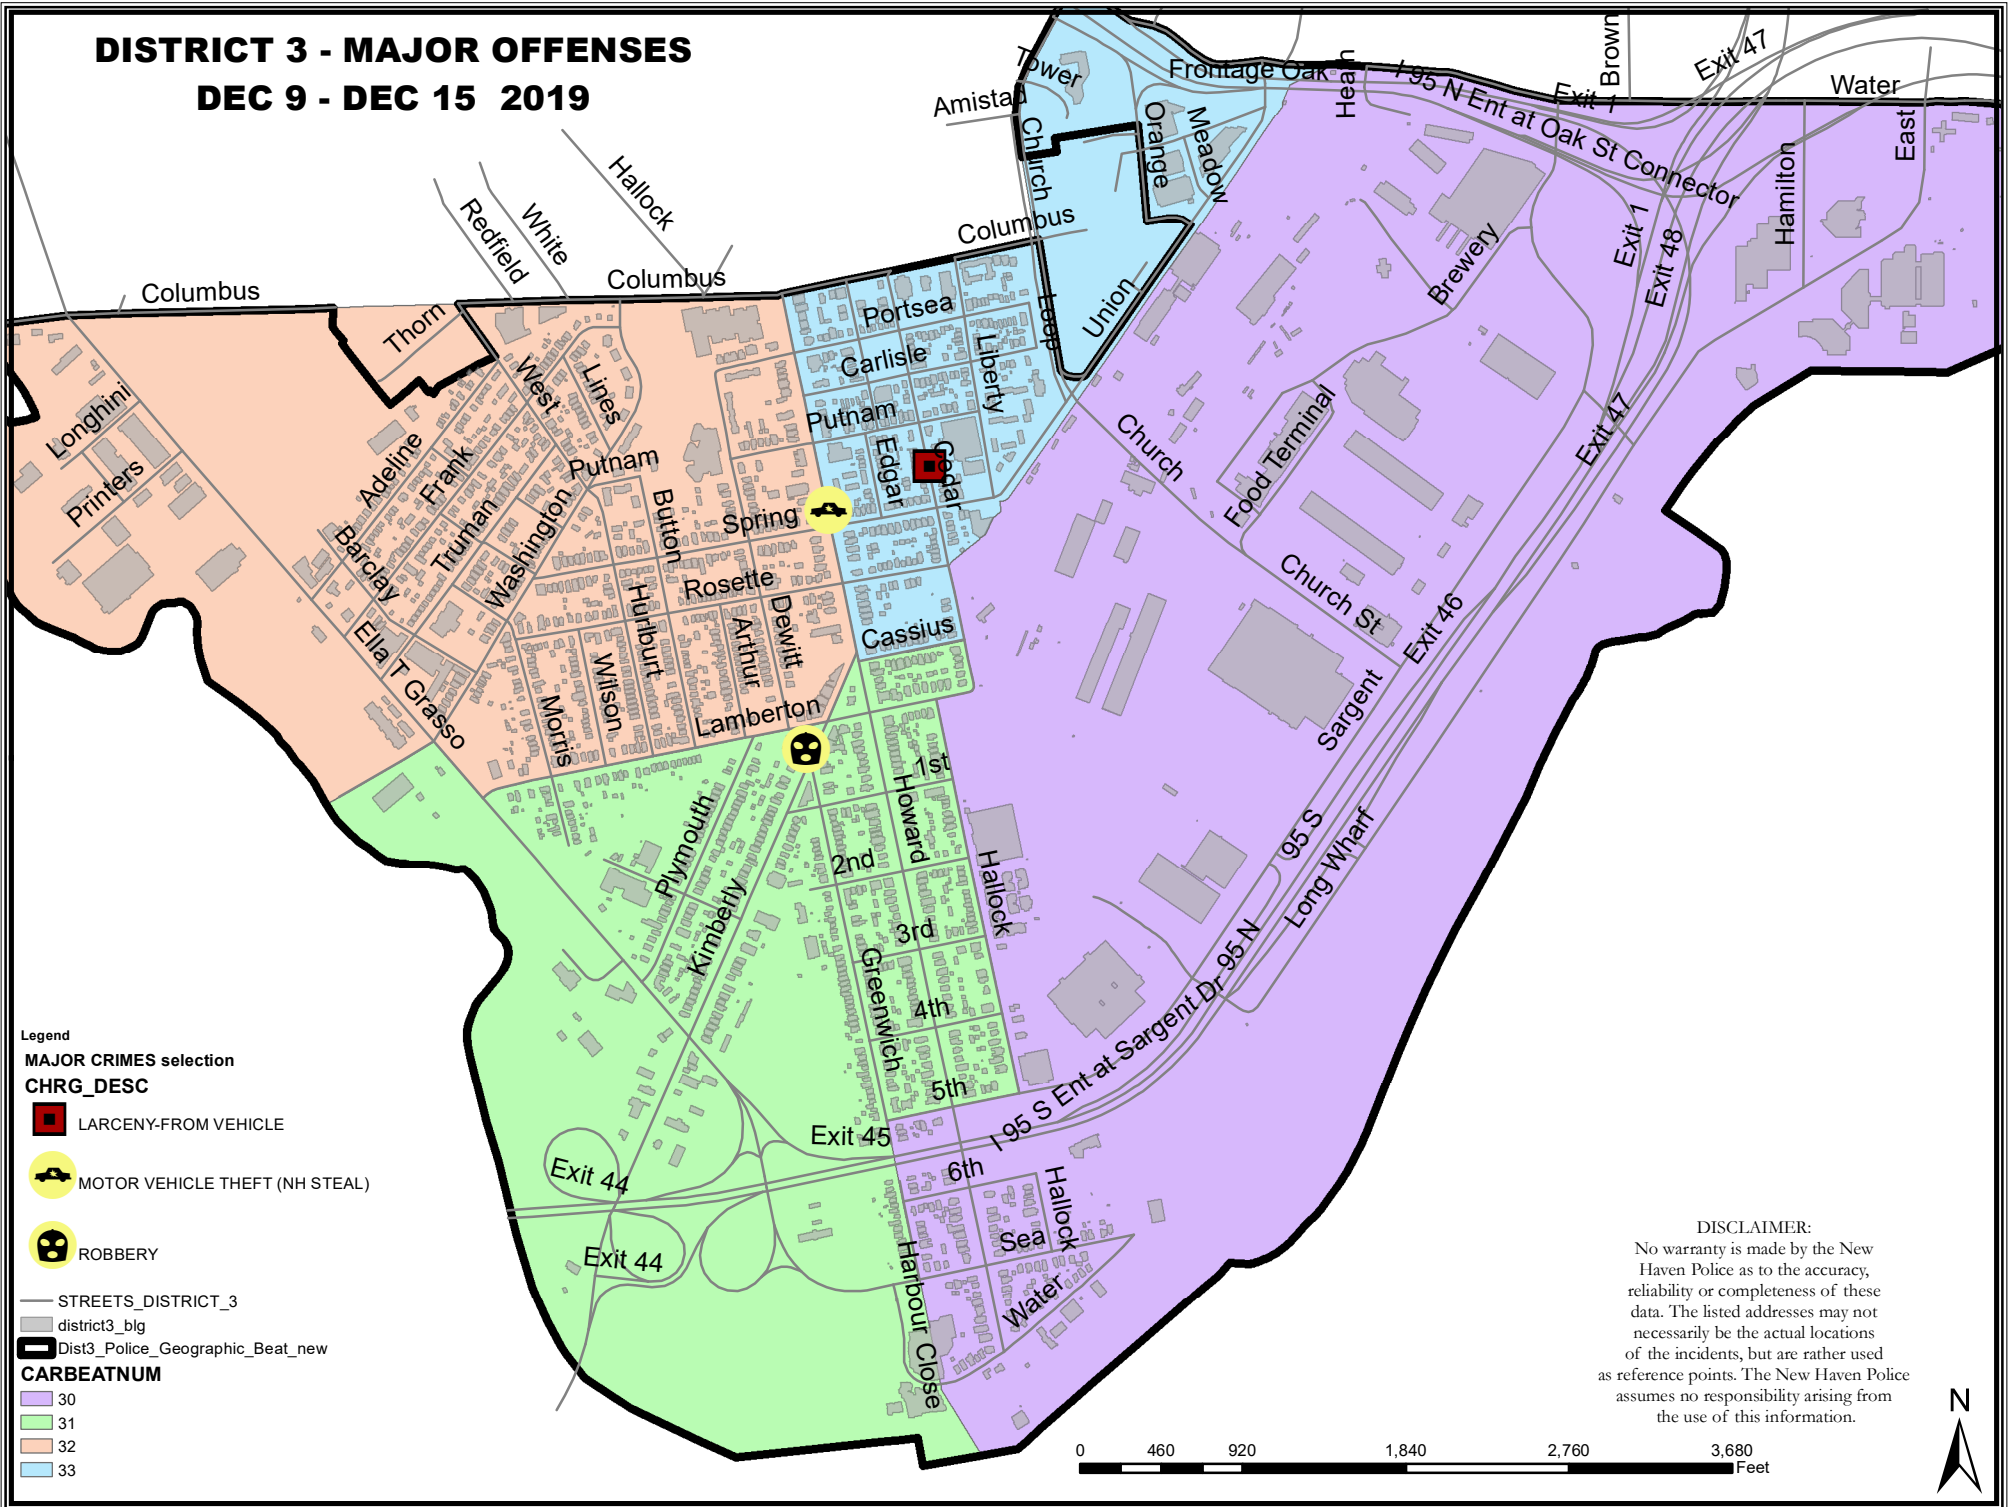 DISTRICT 3 - MAJOR OFFENSES
DEC 9 - DEC 15  2019
Tower
Amistad
Church
Orange
Meadow
Frontage Oak
Heath
I 95 N Ent at Oak St Connector
Exit 1
Brown
Exit 47
Water
East
Hamilton
Exit 1
Exit 48
Hallock
White
Redfield
Columbus
Columbus
Columbus
Thorn
Portsea
Carlisle
Putnam
Liberty
Loop
Union
Brewery
Longhini
Printers
Adeline
Frank
Truman
Washington
Barclay
West
Lines
Putnam
Button
Spring
Edgar
Cedar
Church
Food Terminal
Exit 47
Rosette
Hurlburt
Arthur
Dewitt
Cassius
Church St
Exit 46
Sargent
Ella T Grasso
Morris
Wilson
Lamberton
1st
Howard
2nd
Hallock
3rd
Greenwich
4th
5th
Plymouth
Kimberly
95 S
Long Wharf
95 N
I 95 S Ent at Sargent Dr
Exit 45
Exit 44
Exit 44
6th
Hallock
Sea
Water
Harbour Close
Legend
MAJOR CRIMES selection
CHRG_DESC
LARCENY-FROM VEHICLE
MOTOR VEHICLE THEFT (NH STEAL)
ROBBERY
STREETS_DISTRICT_3
district3_blg
Dist3_Police_Geographic_Beat_new
CARBEATNUM
30
31
32
33
DISCLAIMER:
No warranty is made by the New
Haven Police as to the accuracy,
reliability or completeness of these
data. The listed addresses may not
necessarily be the actual locations
of the incidents, but are rather used
as reference points. The New Haven Police
assumes no responsibility arising from
the use of this information.
N
0 460 920 1,840 2,760 3,680
Feet